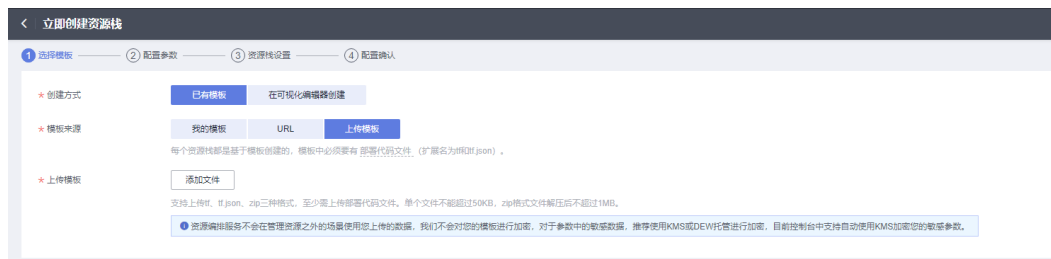 立即创建资源栈
1 选择模板 2 配置参数 3 资源栈设置 4 配置确认
* 创建方式 已有模板 在可视化编辑器创建
* 模板来源 我的模板 URL 上传模板
每个资源栈都是基于模板创建的，模板中必须要有 部署代码文件 （扩展名为tf和tf.json）。
* 上传模板 添加文件
支持上传tf、tf.json、zip三种格式，至少需上传部署代码文件。单个文件不能超过50KB，zip格式文件解压后不超过1MB。
资源编排服务不会在管理资源之外的场景使用您上传的数据，我们不会对您的模板进行加密，对于参数中的敏感数据，推荐使用KMS或DEW托管进行加密，目前控制台中支持自动使用KMS加密您的敏感参数。